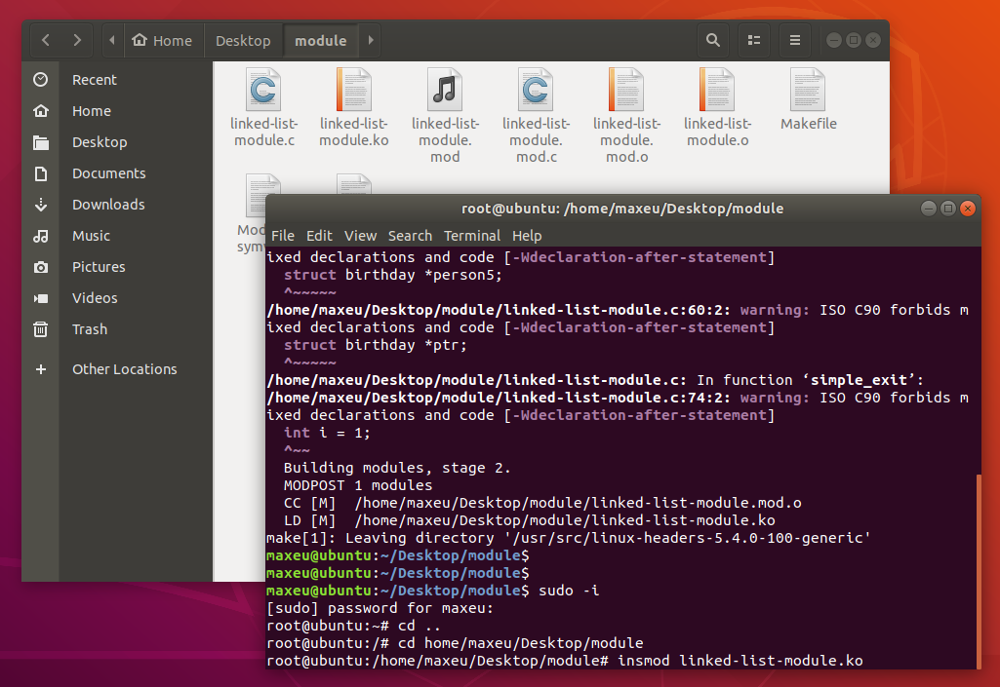 Home
Desktop
module
Recent
Home
Desktop
Documents
Downloads
Music
Pictures
Videos
Trash
Other Locations
linked-list-
module.c
linked-list-
module.ko
linked-list-
module.
mod
linked-list-
module.
mod.c
linked-list-
module.
mod.o
linked-list-
module.o
Makefile
Mod
symv
root@ubuntu: /home/maxeu/Desktop/module
File Edit View Search Terminal Help
ixed declarations and code [-Wdeclaration-after-statement]
struct birthday *person5;
^~~~~~
/home/maxeu/Desktop/module/linked-list-module.c:60:2: warning: ISO C90 forbids m
ixed declarations and code [-Wdeclaration-after-statement]
struct birthday *ptr;
^~~~~~
/home/maxeu/Desktop/module/linked-list-module.c: In function ‘simple_exit’:
/home/maxeu/Desktop/module/linked-list-module.c:74:2: warning: ISO C90 forbids m
ixed declarations and code [-Wdeclaration-after-statement]
int i = 1;
^~~
Building modules, stage 2.
MODPOST 1 modules
CC [M]  /home/maxeu/Desktop/module/linked-list-module.mod.o
LD [M]  /home/maxeu/Desktop/module/linked-list-module.ko
make[1]: Leaving directory '/usr/src/linux-headers-5.4.0-100-generic'
maxeu@ubuntu:~/Desktop/module$
maxeu@ubuntu:~/Desktop/module$
maxeu@ubuntu:~/Desktop/module$ sudo -i
[sudo] password for maxeu:
root@ubuntu:~# cd ..
root@ubuntu:/# cd home/maxeu/Desktop/module
root@ubuntu:/home/maxeu/Desktop/module# insmod linked-list-module.ko